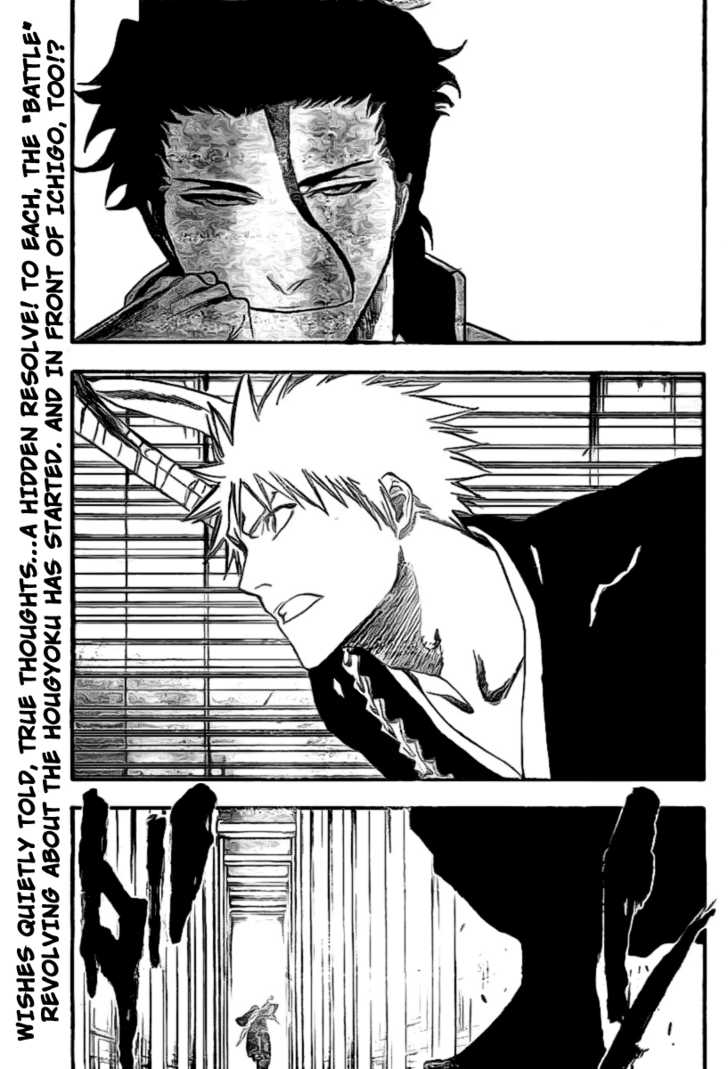 WISHES QUIETLY TOLD, TRUE THOUGHTS...A HIDDEN RESOLVE! TO EACH, THE "BATTLE"
REVOLVING ABOUT THE HOUGYOKU HAS STARTED. AND IN FRONT OF ICHIGO, TOO!?